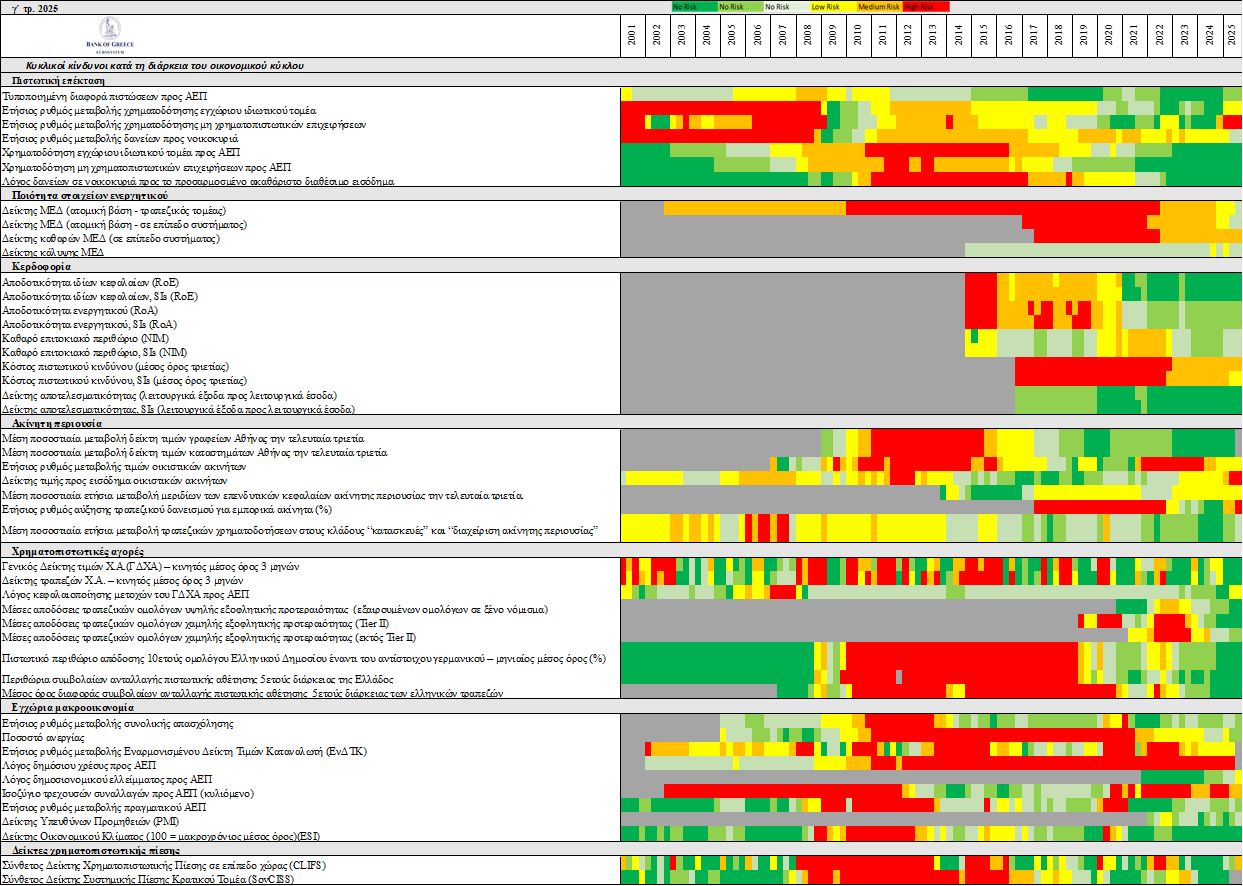 γ' τρ. 2025
No Risk No Risk No Risk Low Risk Medium Risk High Risk
BANK OF GREECE
EUROSYSTEM
2001 2002 2003 2004 2005 2006 2007 2008 2009 2010 2011 2012 2013 2014 2015 2016 2017 2018 2019 2020 2021 2022 2023 2024 2025
Κυκλικοί κίνδυνοι κατά τη διάρκεια του οικονομικού κύκλου
Πιστωτική επέκταση
Τυποποιημένη διαφορά πιστώσεων προς ΑΕΠ
Ετήσιος ρυθμός μεταβολής χρηματοδότησης εγχώριου ιδιωτικού τομέα
Ετήσιος ρυθμός μεταβολής χρηματοδότησης μη χρηματοπιστωτικών επιχειρήσεων
Ετήσιος ρυθμός μεταβολής δανείων προς νοικοκυριά
Χρηματοδότηση εγχώριου ιδιωτικού τομέα προς ΑΕΠ
Χρηματοδότηση μη χρηματοπιστωτικών επιχειρήσεων προς ΑΕΠ
Λόγος δανείων σε νοικοκυριά προς το προσαρμοσμένο ακαθάριστο διαθέσιμο εισόδημα
Ποιότητα στοιχείων ενεργητικού
Δείκτης ΜΕΔ (ατομική βάση - τραπεζικός τομέας)
Δείκτης ΜΕΔ (ατομική βάση - σε επίπεδο συστήματος)
Δείκτης καθαρών ΜΕΔ (σε επίπεδο συστήματος)
Δείκτης κάλυψης ΜΕΔ
Κερδοφορία
Αποδοτικότητα ιδίων κεφαλαίων (RoE)
Αποδοτικότητα ιδίων κεφαλαίων, SIs (RoE)
Αποδοτικότητα ενεργητικού (RoA)
Αποδοτικότητα ενεργητικού, SIs (RoA)
Καθαρό επιτοκιακό περιθώριο (NIM)
Καθαρό επιτοκιακό περιθώριο, SIs (NIM)
Κόστος πιστωτικού κινδύνου (μέσος όρος τριετίας)
Κόστος πιστωτικού κινδύνου, SIs (μέσος όρος τριετίας)
Δείκτης αποτελεσματικότητας (λειτουργικά έξοδα προς λειτουργικά έσοδα)
Δείκτης αποτελεσματικότητας, SIs (λειτουργικά έξοδα προς λειτουργικά έσοδα)
Ακίνητη περιουσία
Μέση ποσοστιαία μεταβολή δείκτη τιμών γραφείων Αθήνας την τελευταία τριετία
Μέση ποσοστιαία μεταβολή δείκτη τιμών καταστημάτων Αθήνας την τελευταία τριετία
Ετήσιος ρυθμός μεταβολής τιμών οικιστικών ακινήτων
Δείκτης τιμής προς εισόδημα οικιστικών ακινήτων
Μέση ποσοστιαία ετήσια μεταβολή μεριδίων των επενδυτικών κεφαλαίων ακίνητης περιουσίας την τελευταία τριετία.
Ετήσιος ρυθμός αύξησης τραπεζικού δανεισμού για εμπορικά ακίνητα (%)
Μέση ποσοστιαία ετήσια μεταβολή τραπεζικών χρηματοδοτήσεων στους κλάδους "κατασκευές" και "διαχείριση ακίνητης περιουσίας"
Χρηματοπιστωτικές αγορές
Γενικός Δείκτης τιμών Χ.Α.(ΓΔΧΑ) – κινητός μέσος όρος 3 μηνών
Δείκτης τραπεζών Χ.Α. – κινητός μέσος όρος 3 μηνών
Λόγος κεφαλαιοποίησης μετοχών του ΓΔΧΑ προς ΑΕΠ
Μέσες αποδόσεις τραπεζικών ομολόγων υψηλής εξοφλητικής προτεραιότητας (εξαιρουμένων ομολόγων σε ξένο νόμισμα)
Μέσες αποδόσεις τραπεζικών ομολόγων χαμηλής εξοφλητικής προτεραιότητας (Tier II)
Μέσες αποδόσεις τραπεζικών ομολόγων χαμηλής εξοφλητικής προτεραιότητας (εκτός Tier II)
Πιστωτικό περιθώριο απόδοσης 10ετούς ομολόγου Ελληνικού Δημοσίου έναντι του αντίστοιχου γερμανικού – μηνιαίος μέσος όρος (%)
Περιθώρια συμβολαίων ανταλλαγής πιστωτικής αθέτησης 5ετούς διάρκειας της Ελλάδος
Μέσος όρος διαφοράς συμβολαίων ανταλλαγής πιστωτικής αθέτησης 5ετούς διάρκειας των ελληνικών τραπεζών
Εγχώρια μακροοικονομία
Ετήσιος ρυθμός μεταβολής συνολικής απασχόλησης
Ποσοστό ανεργίας
Ετήσιος ρυθμός μεταβολής Εναρμονισμένου Δείκτη Τιμών Καταναλωτή (ΕνΔΤΚ)
Λόγος δημόσιου χρέους προς ΑΕΠ
Λόγος δημοσιονομικού ελλείμματος προς ΑΕΠ
Ισοζύγιο τρεχουσών συναλλαγών προς ΑΕΠ (κυλιόμενο)
Ετήσιος ρυθμός μεταβολής πραγματικού ΑΕΠ
Δείκτης Υπευθύνων Προμηθειών (PMI)
Δείκτης Οικονομικού Κλίματος (100 = μακροχρόνιος μέσος όρος)(ESI)
Δείκτες χρηματοπιστωτικής πίεσης
Σύνθετος Δείκτης Χρηματοπιστωτικής Πίεσης σε επίπεδο χώρας (CLIFS)
Σύνθετος Δείκτης Συστημικής Πίεσης Κρατικού Τομέα (SovCISS)